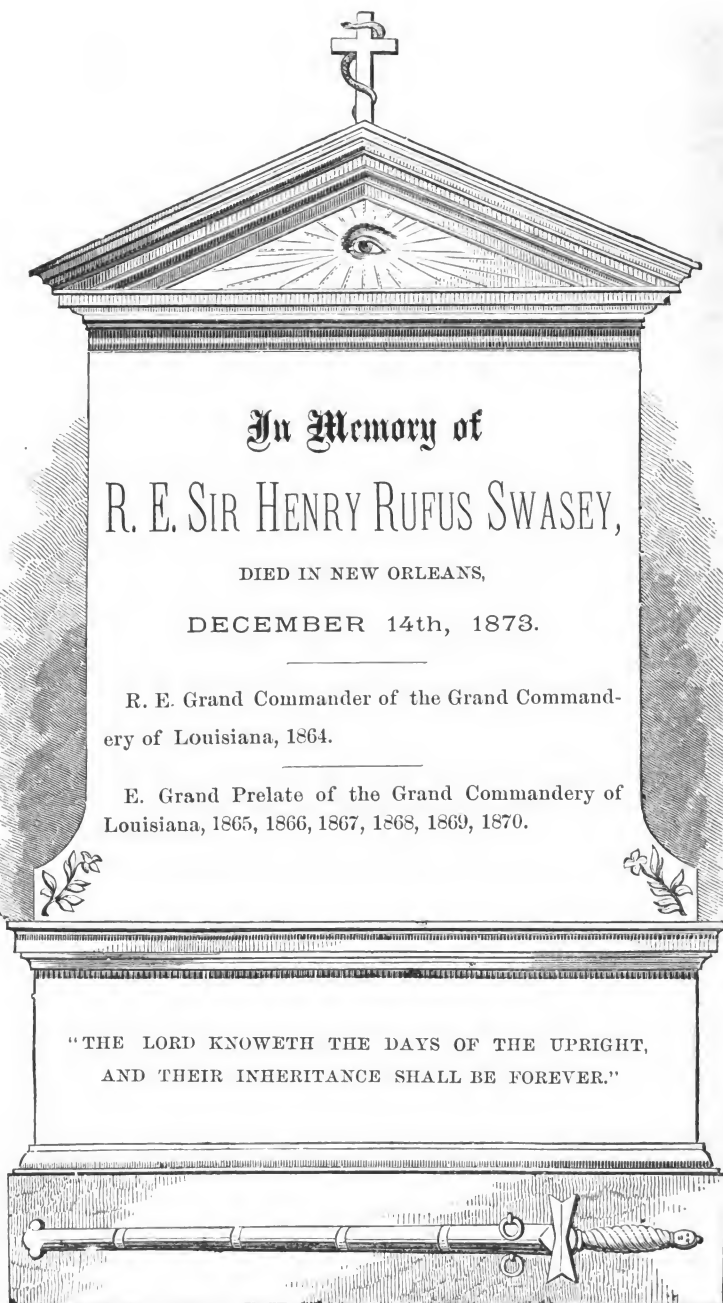 In Memory of
R. E. SIR HENRY RUFUS SWASEY,
DIED IN NEW ORLEANS,
DECEMBER 14th, 1873.
R. E. Grand Commander of the Grand Command-
ery of Louisiana, 1864.
E. Grand Prelate of the Grand Commandery of
Louisiana, 1865, 1866, 1867, 1868, 1869, 1870.
"THE LORD KNOWETH THE DAYS OF THE UPRIGHT,
AND THEIR INHERITANCE SHALL BE FOREVER."